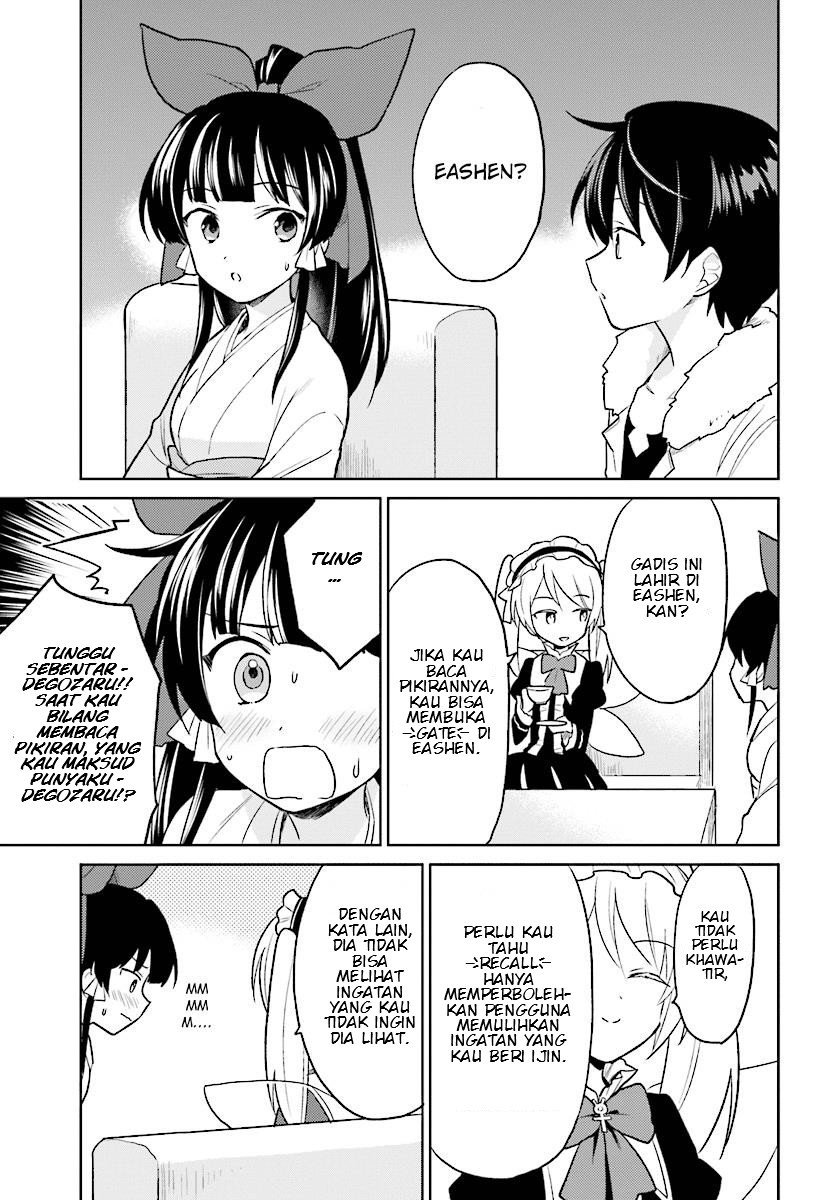 EASHEN?
GADIS INI
LAHIR DI
EASHEN,
KAN?
JIKA KAU
BACA
PIKIRANNYA,
KAU BISA
MEMBUKA
→GATE← DI
EASHEN.
TUNG
...
TUNGGU
SEBENTAR -
DEGOZARU!!
SAAT KAU
BILANG
MEMBACA
PIKIRAN, YANG
KAU MAKSUD
PUNYAKU -
DEGOZARU!?
KAU
TIDAK
PERLU
KHAWA-
TIR,
PERLU KAU
TAHU
→RECALL←
HANYA
MEMPERBOLEH-
KAN PENGGUNA
MEMULIHKAN
INGATAN YANG
KAU BERI IJIN.
DENGAN
KATA LAIN,
DIA TIDAK
BISA
MELIHAT
INGATAN
YANG KAU
TIDAK INGIN
DIA LIHAT.
MM
MM
M....